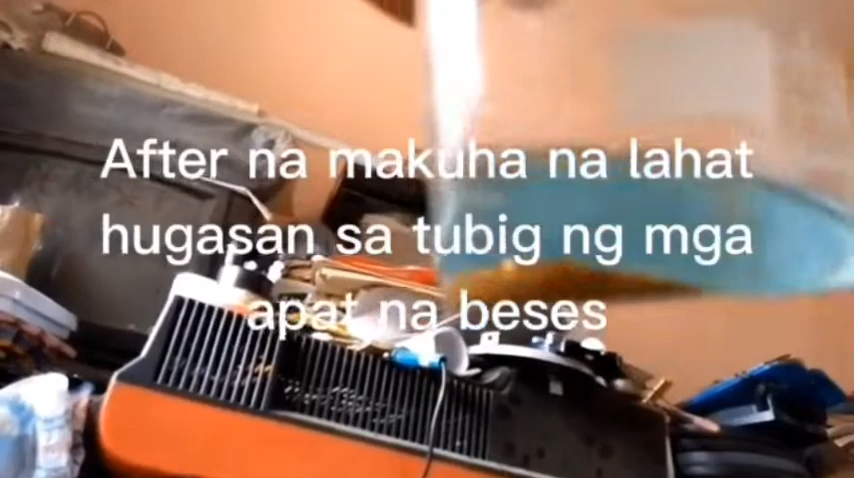 After na makuha na lahat
hugasan sa tubig ng mga
apat na beses